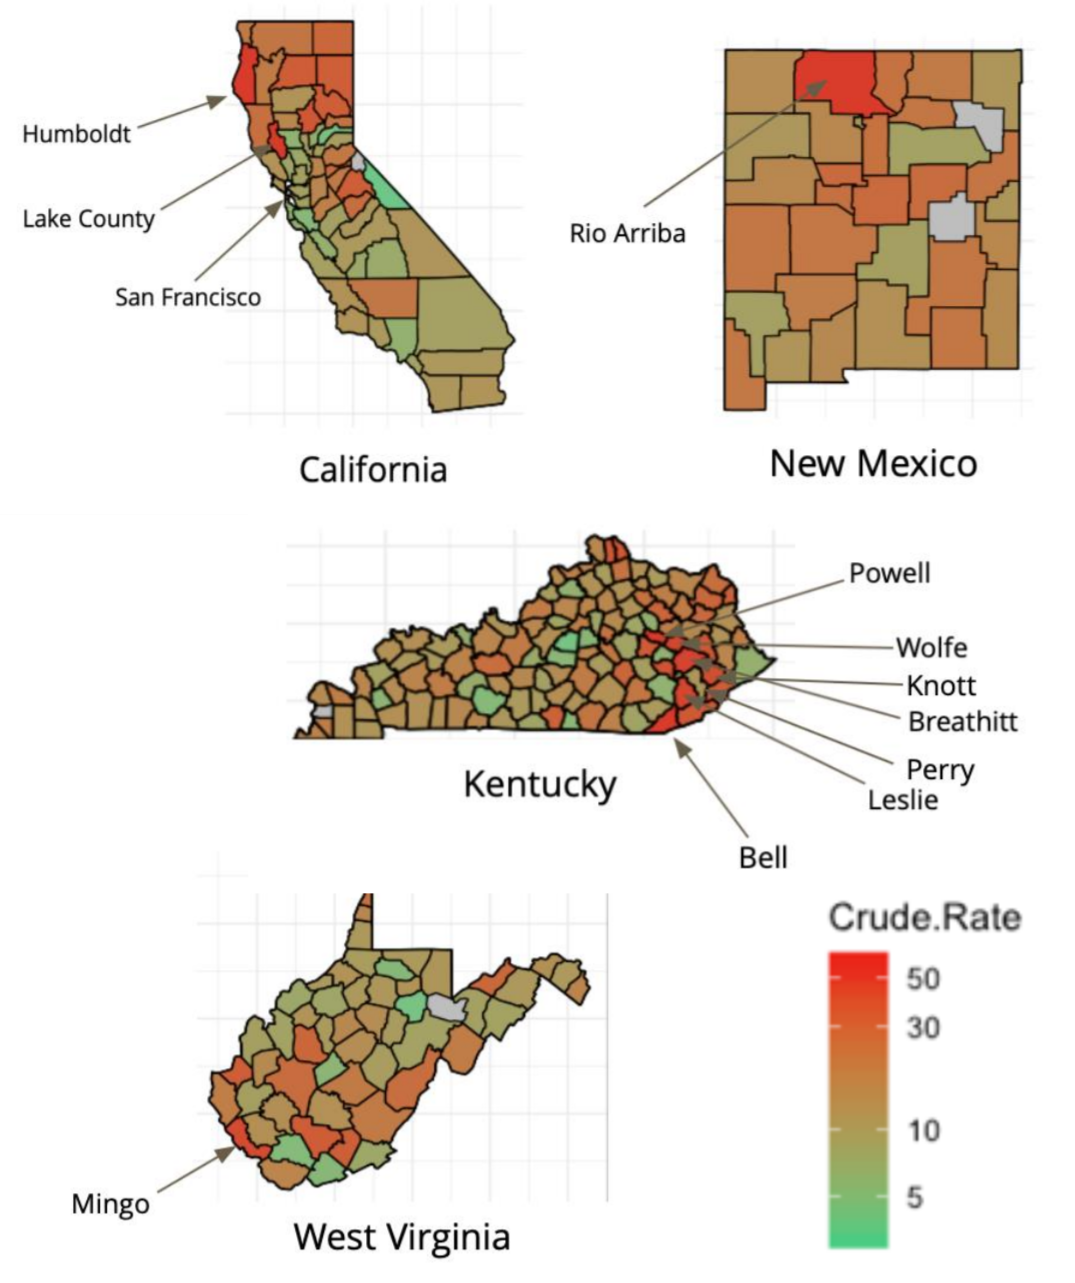 Humboldt
Lake County
San Francisco
Rio Arriba
California
New Mexico
Powell
Wolfe
Knott
Breathitt
Perry
Leslie
Kentucky
Bell
Crude.Rate
50
30
10
5
Mingo
West Virginia